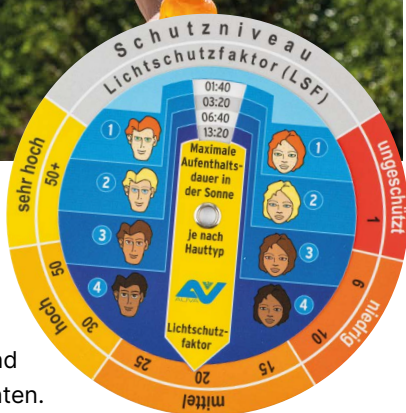 Schutzniveau
Lichtschutzfaktor (LSF)
01:40
03:20
06:40
13:20
Maximale
Aufenthalts-
dauer in
der Sonne
je nach
Hauttyp
Lichtschutz-
faktor
1
2
3
4
1
2
3
4
ungeschützt
1
niedrig
6
10
mittel
15
20
25
hoch
30
50
sehr hoch
50+
nd
ten.